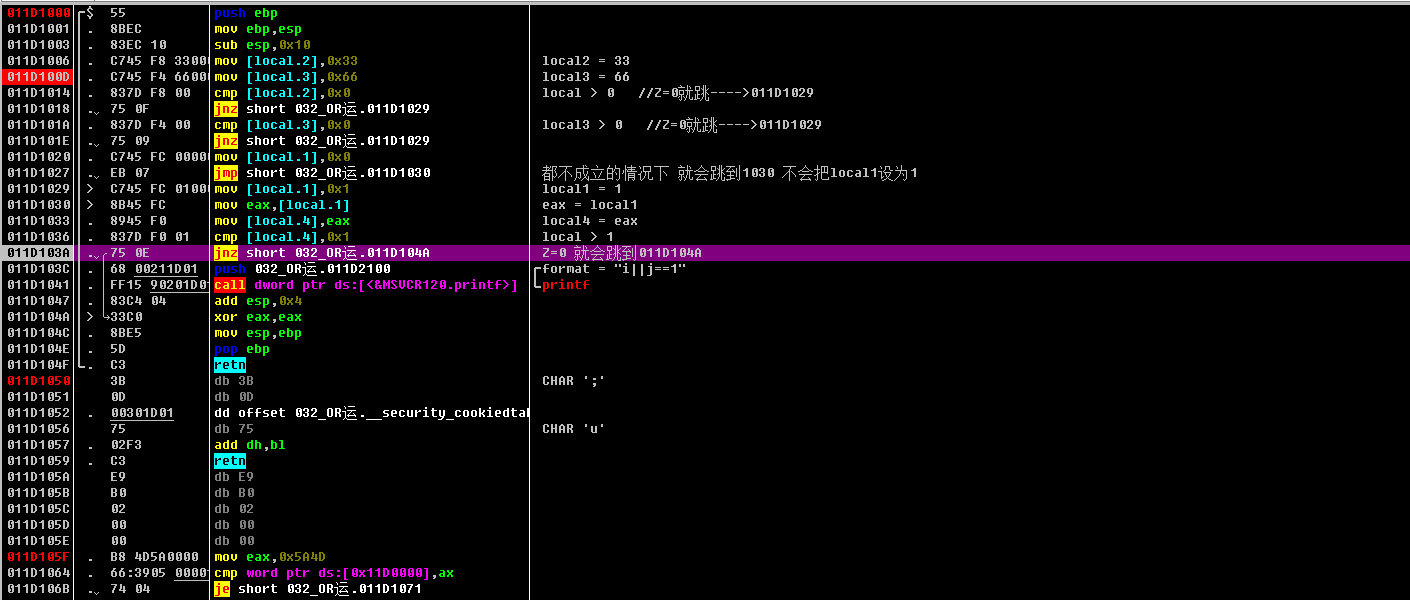 011D1000 $ 55 push ebp
011D1001 . 8BEC mov ebp,esp
011D1003 . 83EC 10 sub esp,0x10
011D1006 . C745 F8 33000 mov [local.2],0x33 local2 = 33
011D100D . C745 F4 66000 mov [local.3],0x66 local3 = 66
011D1014 . 837D F8 00 cmp [local.2],0x0 local > 0 //Z=0就跳---->011D1029
011D1018 . 75 0F jnz short 032_OR运.011D1029
011D101A . 837D F4 00 cmp [local.3],0x0 local3 > 0 //Z=0就跳---->011D1029
011D101E . 75 09 jnz short 032_OR运.011D1029
011D1020 . C745 FC 00000 mov [local.1],0x0
011D1027 . EB 07 jmp short 032_OR运.011D1030 都不成立的情况下 就会跳到1030 不会把local1设为1
011D1029 > C745 FC 01000 mov [local.1],0x1 local1 = 1
011D1030 > 8B45 FC mov eax,[local.1] eax = local1
011D1033 . 8945 F0 mov [local.4],eax local4 = eax
011D1036 . 837D F0 01 cmp [local.4],0x1 local > 1
011D103A . 75 0E jnz short 032_OR运.011D104A Z=0 就会跳到011D104A
011D103C . 68 00211D01 push 032_OR运.011D2100 format = "i||j==1"
011D1041 . FF15 90201D01 call dword ptr ds:[<&MSVCR120.printf>] printf
011D1047 . 83C4 04 add esp,0x4
011D104A > 33C0 xor eax,eax
011D104C . 8BE5 mov esp,ebp
011D104E . 5D pop ebp
011D104F . C3 retn
011D1050 3B db 3B CHAR ';'
011D1051 0D db 0D
011D1052 . 00301D01 dd offset 032_OR运.__security_cookiedtal
011D1056 75 db 75 CHAR 'u'
011D1057 . 02F3 add dh,bl
011D1059 . C3 retn
011D105A E9 db E9
011D105B B0 db B0
011D105C 02 db 02
011D105D 00 db 00
011D105E 00 db 00
011D105F . B8 4D5A0000 mov eax,0x5A4D
011D1064 . 66:3905 0000 cmp word ptr ds:[0x11D0000],ax
011D106B . 74 04 je short 032_OR运.011D1071